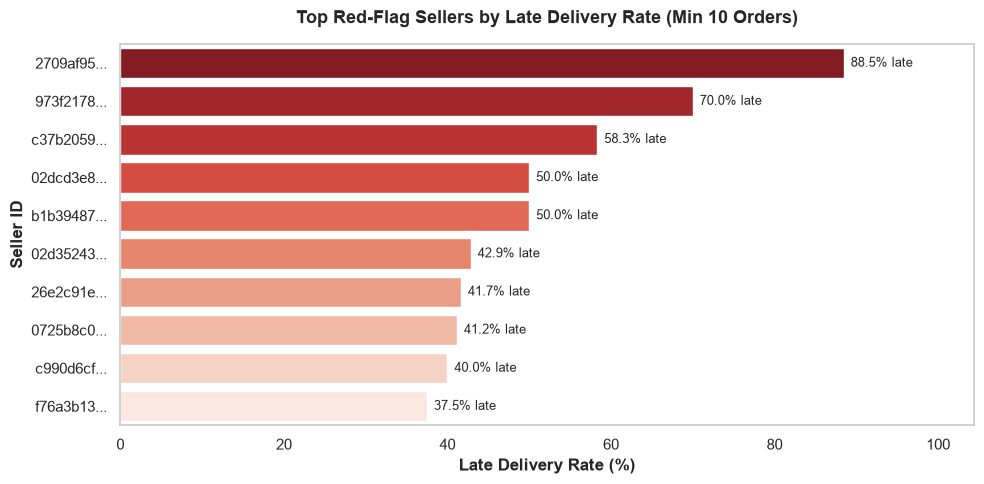 Top Red-Flag Sellers by Late Delivery Rate (Min 10 Orders)
2709af95... 88.5% late
973f2178... 70.0% late
c37b2059... 58.3% late
02dcd3e8... 50.0% late
b1b39487... 50.0% late
02d35243... 42.9% late
26e2c91e... 41.7% late
0725b8c0... 41.2% late
c990d6cf... 40.0% late
f76a3b13... 37.5% late
Seller ID
0 20 40 60 80 100
Late Delivery Rate (%)